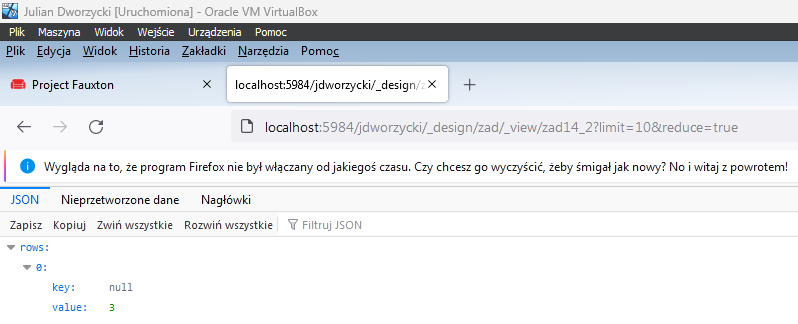 Julian Dworzycki [Uruchomiona] - Oracle VM VirtualBox
Plik Maszyna Widok Wejście Urządzenia Pomoc
Plik Edycja Widok Historia Zakładki Narzędzia Pomoc
Project Fauxton × localhost:5984/jdworzycki/_design/z × +
localhost:5984/jdworzycki/_design/zad/_view/zad14_2?limit=10&reduce=true
Wygląda na to, że program Firefox nie był włączany od jakiegoś czasu. Czy chcesz go wyczyścić, żeby śmigał jak nowy? No i witaj z powrotem!
JSON Nieprzetworzone dane Nagłówki
Zapisz Kopiuj Zwiń wszystkie Rozwiń wszystkie Filtruj JSON
rows:
0:
key: null
value: 3